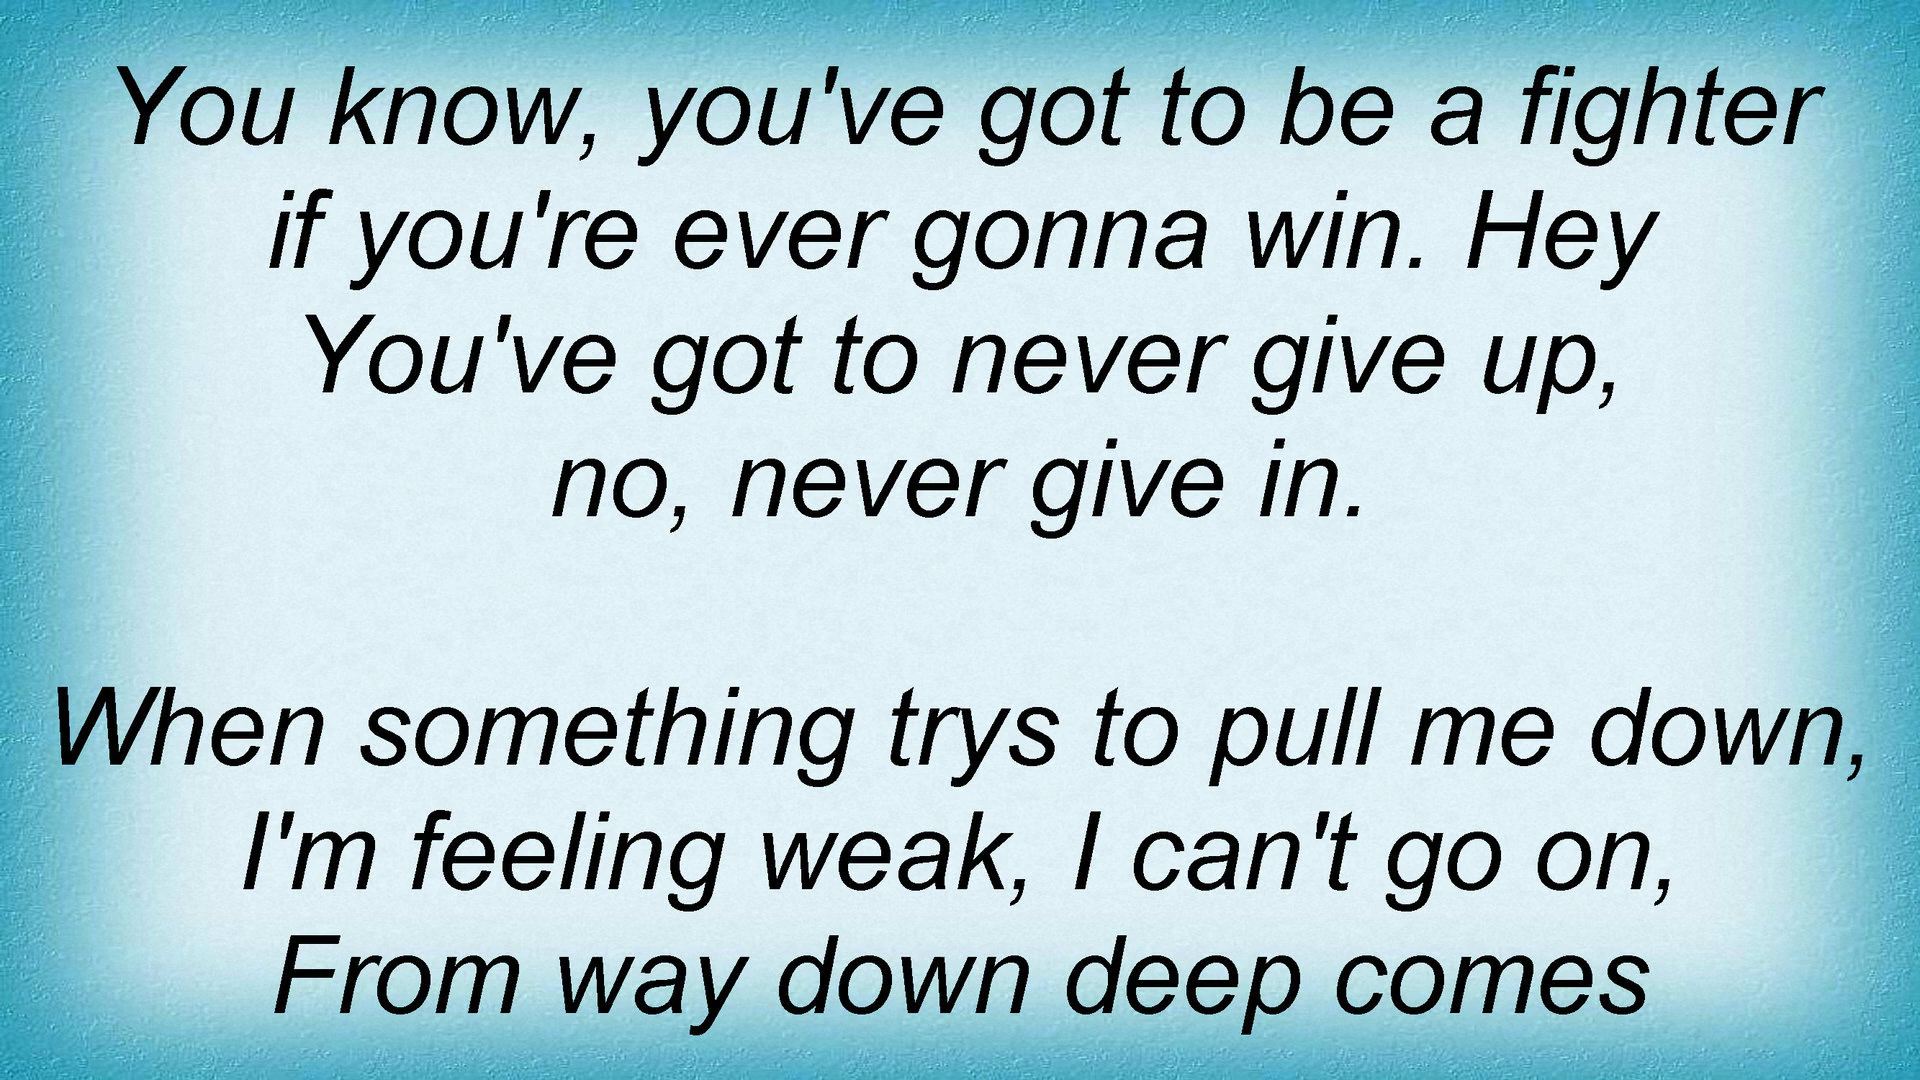 You know, you've got to be a fighter
if you're ever gonna win. Hey
You've got to never give up,
no, never give in.
When something trys to pull me down,
I'm feeling weak, I can't go on,
From way down deep comes